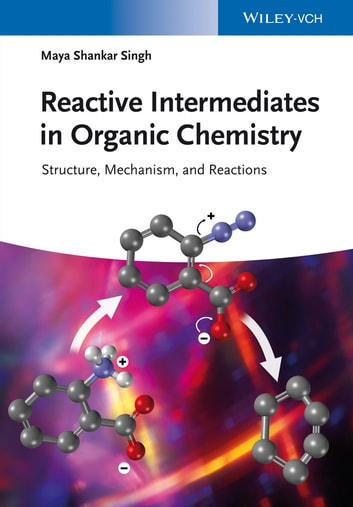 WILEY-VCH
Maya Shankar Singh
Reactive Intermediates
in Organic Chemistry
Structure, Mechanism, and Reactions
+
−
+
−